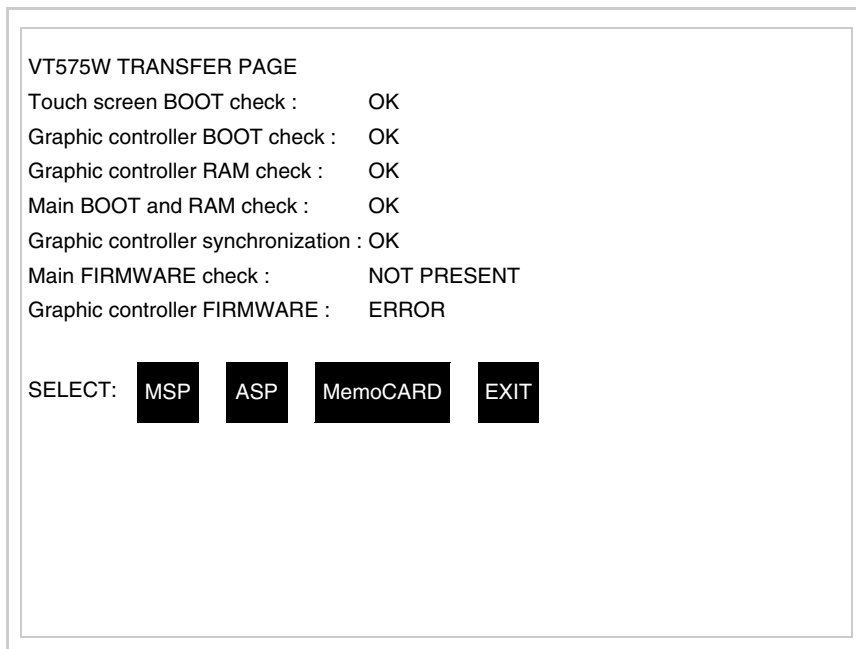 VT575W TRANSFER PAGE
Touch screen BOOT check : OK
Graphic controller BOOT check : OK
Graphic controller RAM check : OK
Main BOOT and RAM check : OK
Graphic controller synchronization : OK
Main FIRMWARE check : NOT PRESENT
Graphic controller FIRMWARE : ERROR
SELECT: MSP ASP MemoCARD EXIT